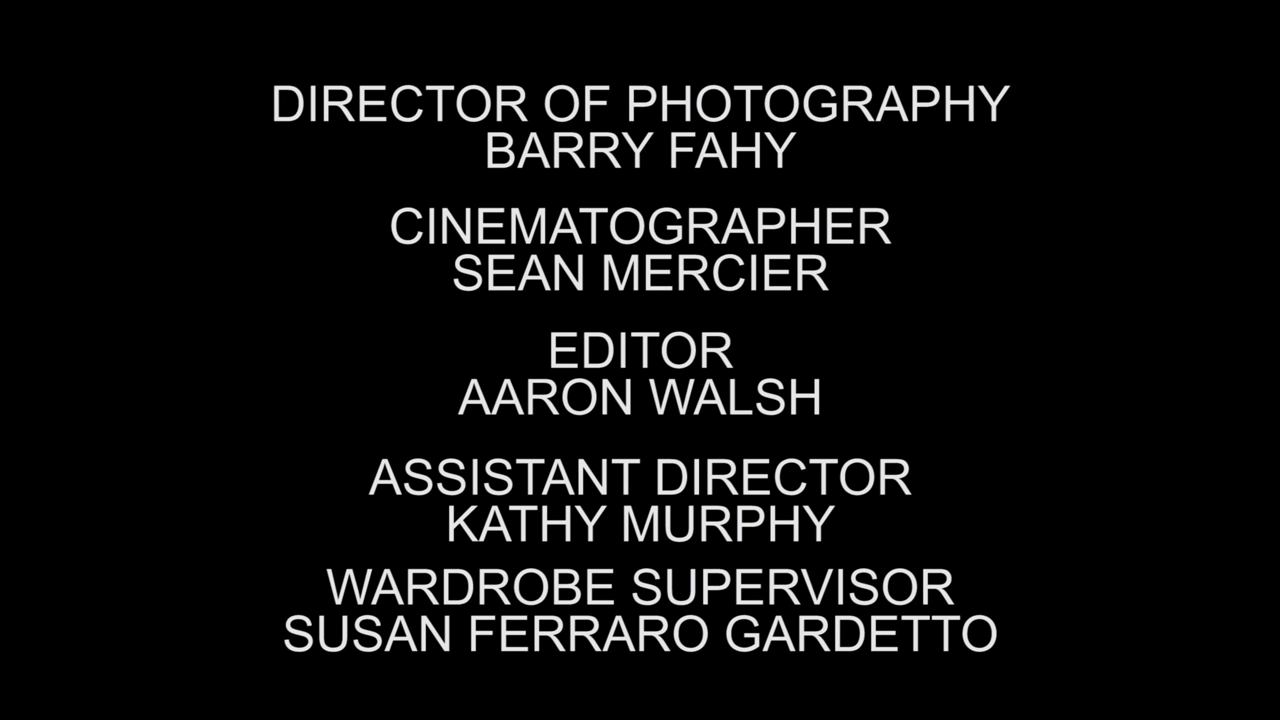 DIRECTOR OF PHOTOGRAPHY
BARRY FAHY
CINEMATOGRAPHER
SEAN MERCIER
EDITOR
AARON WALSH
ASSISTANT DIRECTOR
KATHY MURPHY
WARDROBE SUPERVISOR
SUSAN FERRARO GARDETTO